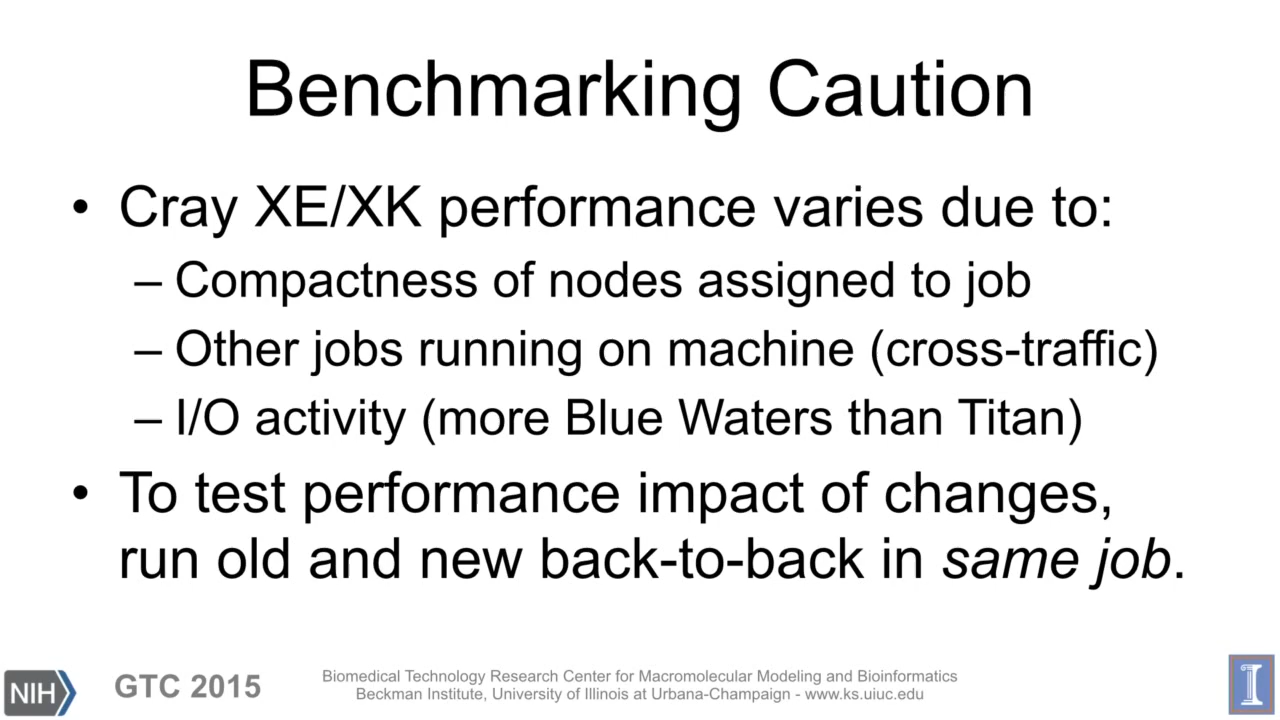 Benchmarking Caution
• Cray XE/XK performance varies due to:
– Compactness of nodes assigned to job
– Other jobs running on machine (cross-traffic)
– I/O activity (more Blue Waters than Titan)
• To test performance impact of changes,
run old and new back-to-back in same job.
NIH
GTC 2015
Biomedical Technology Research Center for Macromolecular Modeling and Bioinformatics
Beckman Institute, University of Illinois at Urbana-Champaign - www.ks.uiuc.edu
I